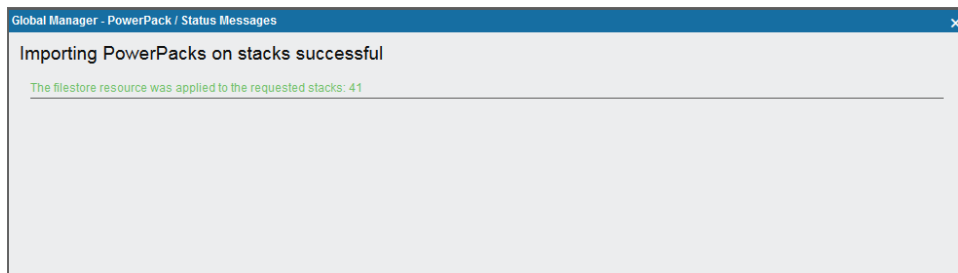 Global Manager - PowerPack / Status Messages
Importing PowerPacks on stacks successful
The filestore resource was applied to the requested stacks: 41